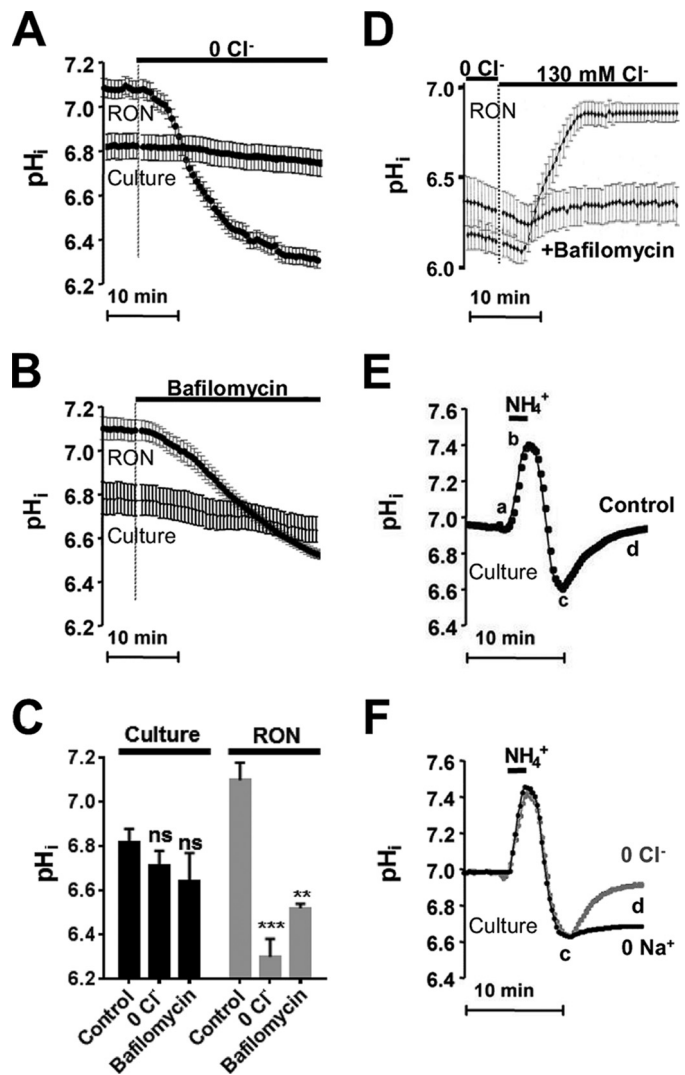 A
0 Cl⁻
7.2
7.0
6.8
6.6
6.4
6.2
pHi
RON
Culture
10 min
B
Bafilomycin
7.2
7.0
6.8
6.6
6.4
6.2
pHi
RON
Culture
10 min
C
Culture
RON
7.2
7.0
6.8
6.6
6.4
6.2
pHi
ns
ns
***
**
Control
0 Cl⁻
Bafilomycin
Control
0 Cl⁻
Bafilomycin
D
0 Cl⁻
130 mM Cl⁻
7.0
6.6
6.3
6.0
pHi
RON
+Bafilomycin
10 min
E
NH₄⁺
7.6
7.4
7.2
7.0
6.8
6.6
6.4
pHi
a
b
c
d
Control
Culture
10 min
F
NH₄⁺
7.6
7.4
7.2
7.0
6.8
6.6
6.4
pHi
0 Cl⁻
d
0 Na⁺
c
Culture
10 min